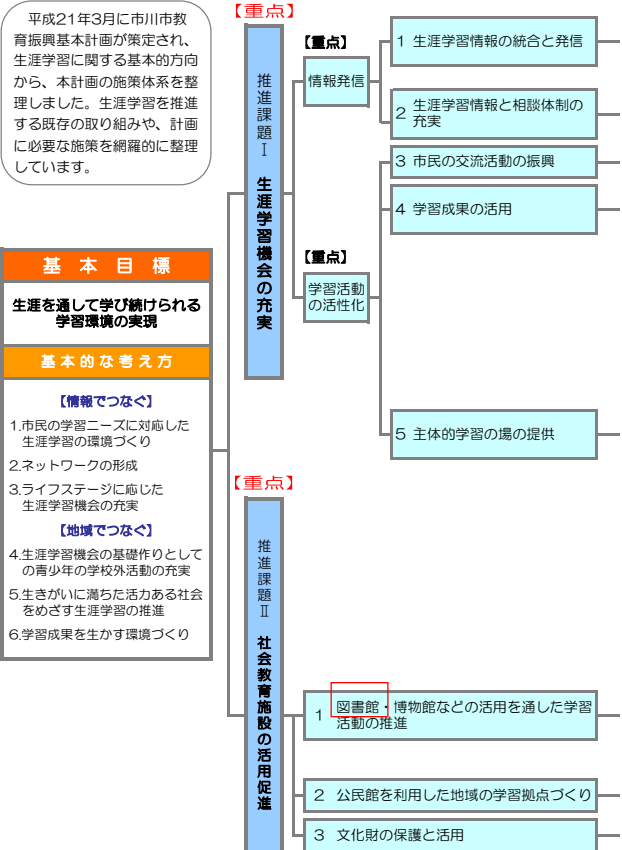 平成21年3月に市川市教
育振興基本計画が策定され、
生涯学習に関する基本的方向
から、本計画の施策体系を整
理しました。生涯学習を推進
する既存の取り組みや、計画
に必要な施策を網羅的に整理
しています。
基本目標
生涯を通して学び続けられる
学習環境の実現
基本的な考え方
【情報でつなぐ】
1.市民の学習ニーズに対応した
生涯学習の環境づくり
2.ネットワークの形成
3.ライフステージに応じた
生涯学習機会の充実
【地域でつなぐ】
4.生涯学習機会の基礎作りとして
の青少年の学校外活動の充実
5.生きがいに満ちた活力ある社会
をめざす生涯学習の推進
6.学習成果を生かす環境づくり
【重点】
推進課題Ⅰ 生涯学習機会の充実
【重点】
情報発信
1 生涯学習情報の統合と発信
2 生涯学習情報と相談体制の
充実
【重点】
学習活動
の活性化
3 市民の交流活動の振興
4 学習成果の活用
5 主体的学習の場の提供
【重点】
推進課題Ⅱ 社会教育施設の活用促進
1 図書館・博物館などの活用を通した学習
活動の推進
2 公民館を利用した地域の学習拠点づくり
3 文化財の保護と活用